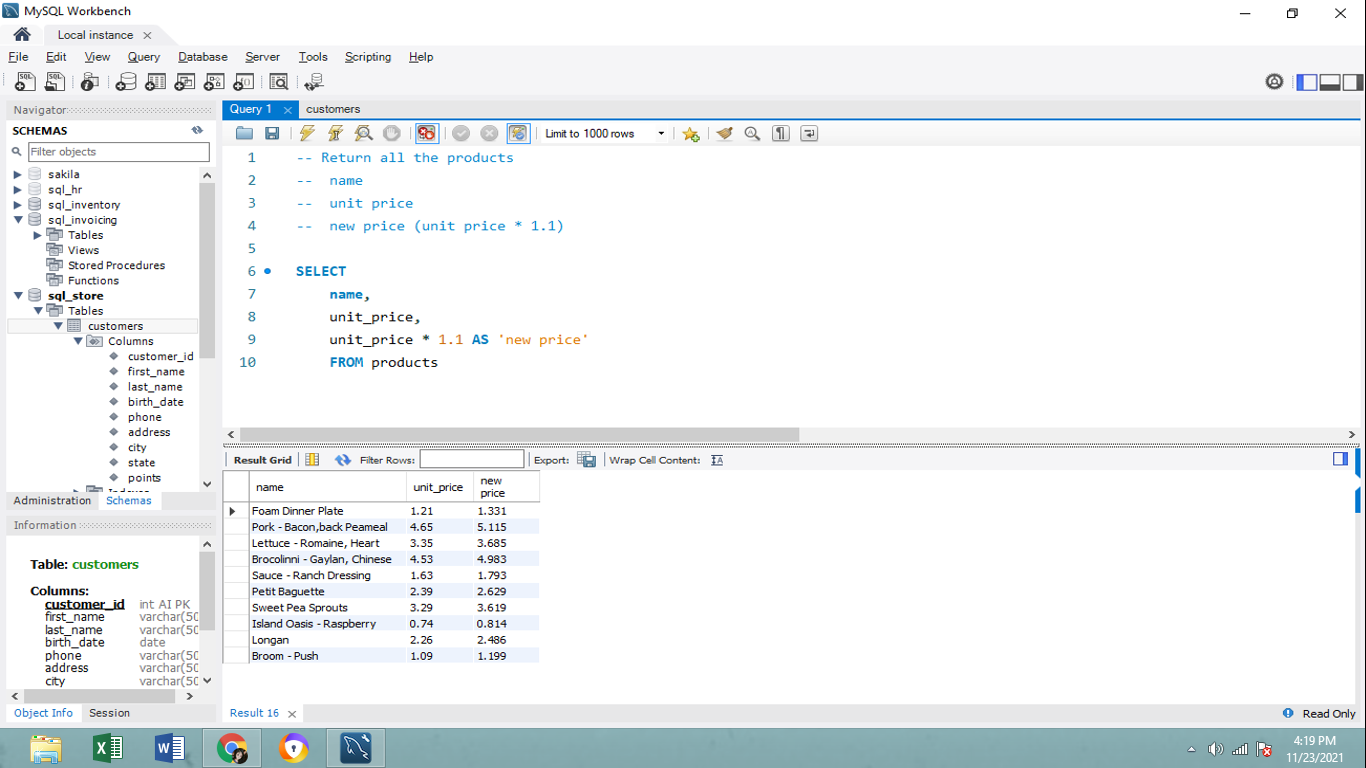 MySQL Workbench
Local instance
File Edit View Query Database Server Tools Scripting Help
Navigator
SCHEMAS
Filter objects
sakila
sql_hr
sql_inventory
sql_invoicing
Tables
Views
Stored Procedures
Functions
sql_store
Tables
customers
Columns
customer_id
first_name
last_name
birth_date
phone
address
city
state
points
Administration Schemas
Information
Table: customers
Columns:
customer_id int AI PK
first_name varchar(50
last_name varchar(50
birth_date date
phone varchar(50
address varchar(50
city varchar(50
Object Info Session
Query 1 customers
Limit to 1000 rows
1 -- Return all the products
2 -- name
3 -- unit price
4 -- new price (unit price * 1.1)
5
6 SELECT
7 name,
8 unit_price,
9 unit_price * 1.1 AS 'new price'
10 FROM products
Result Grid Filter Rows: Export: Wrap Cell Content:
name unit_price new price
Foam Dinner Plate 1.21 1.331
Pork - Bacon,back Peameal 4.65 5.115
Lettuce - Romaine, Heart 3.35 3.685
Brocolinni - Gaylan, Chinese 4.53 4.983
Sauce - Ranch Dressing 1.63 1.793
Petit Baguette 2.39 2.629
Sweet Pea Sprouts 3.29 3.619
Island Oasis - Raspberry 0.74 0.814
Longan 2.26 2.486
Broom - Push 1.09 1.199
Result 16
Read Only
4:19 PM
11/23/2021